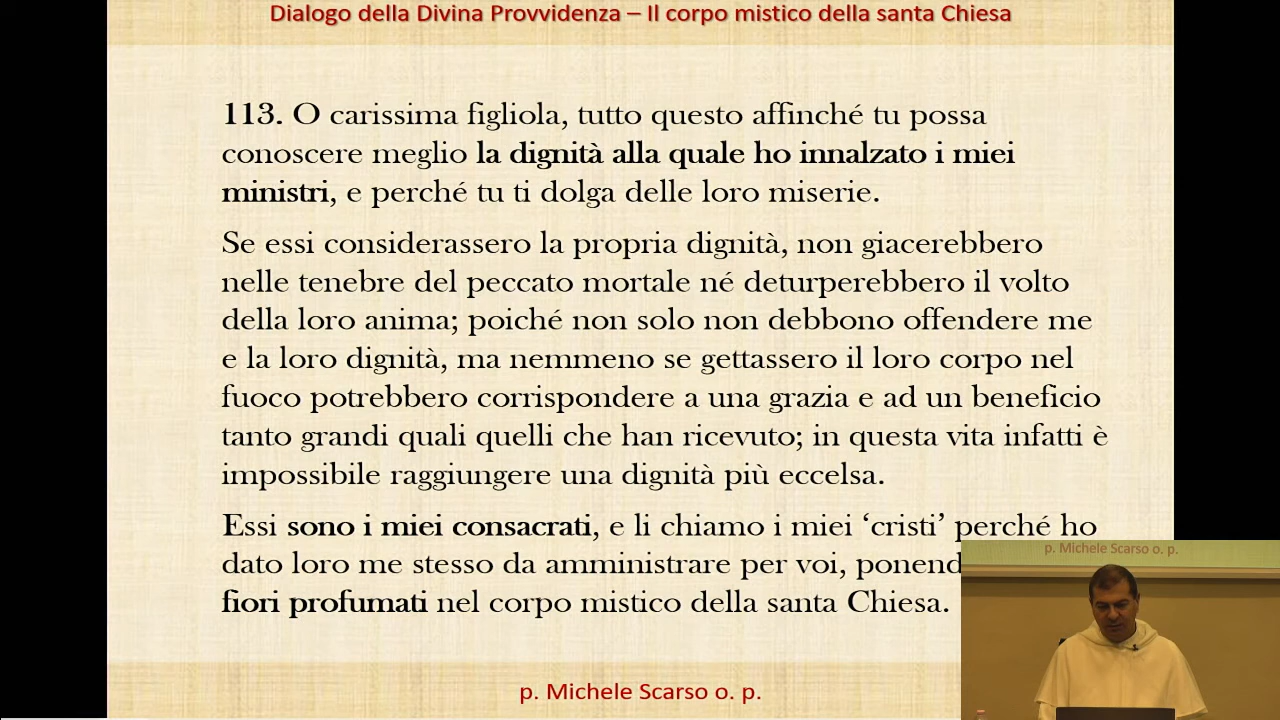 Dialogo della Divina Provvidenza – Il corpo mistico della santa Chiesa
113. O carissima figliola, tutto questo affinché tu possa
conoscere meglio la dignità alla quale ho innalzato i miei
ministri, e perché tu ti dolga delle loro miserie.
Se essi considerassero la propria dignità, non giacerebbero
nelle tenebre del peccato mortale né deturperebbero il volto
della loro anima; poiché non solo non debbono offendere me
e la loro dignità, ma nemmeno se gettassero il loro corpo nel
fuoco potrebbero corrispondere a una grazia e ad un beneficio
tanto grandi quali quelli che han ricevuto; in questa vita infatti è
impossibile raggiungere una dignità più eccelsa.
Essi sono i miei consacrati, e li chiamo i miei ‘cristi’ perché ho
dato loro me stesso da amministrare per voi,
fiori profumati nel corpo mistico della santa Chiesa.
p. Michele Scarso o. p.
p. Michele Scarso o. p.